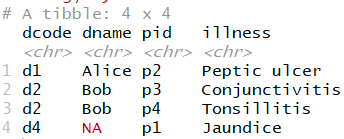 # A tibble: 4 x 4
dcode dname pid illness
<chr> <chr> <chr> <chr>
1 d1 Alice p2 Peptic ulcer
2 d2 Bob p3 Conjunctivitis
3 d2 Bob p4 Tonsillitis
4 d4 NA p1 Jaundice